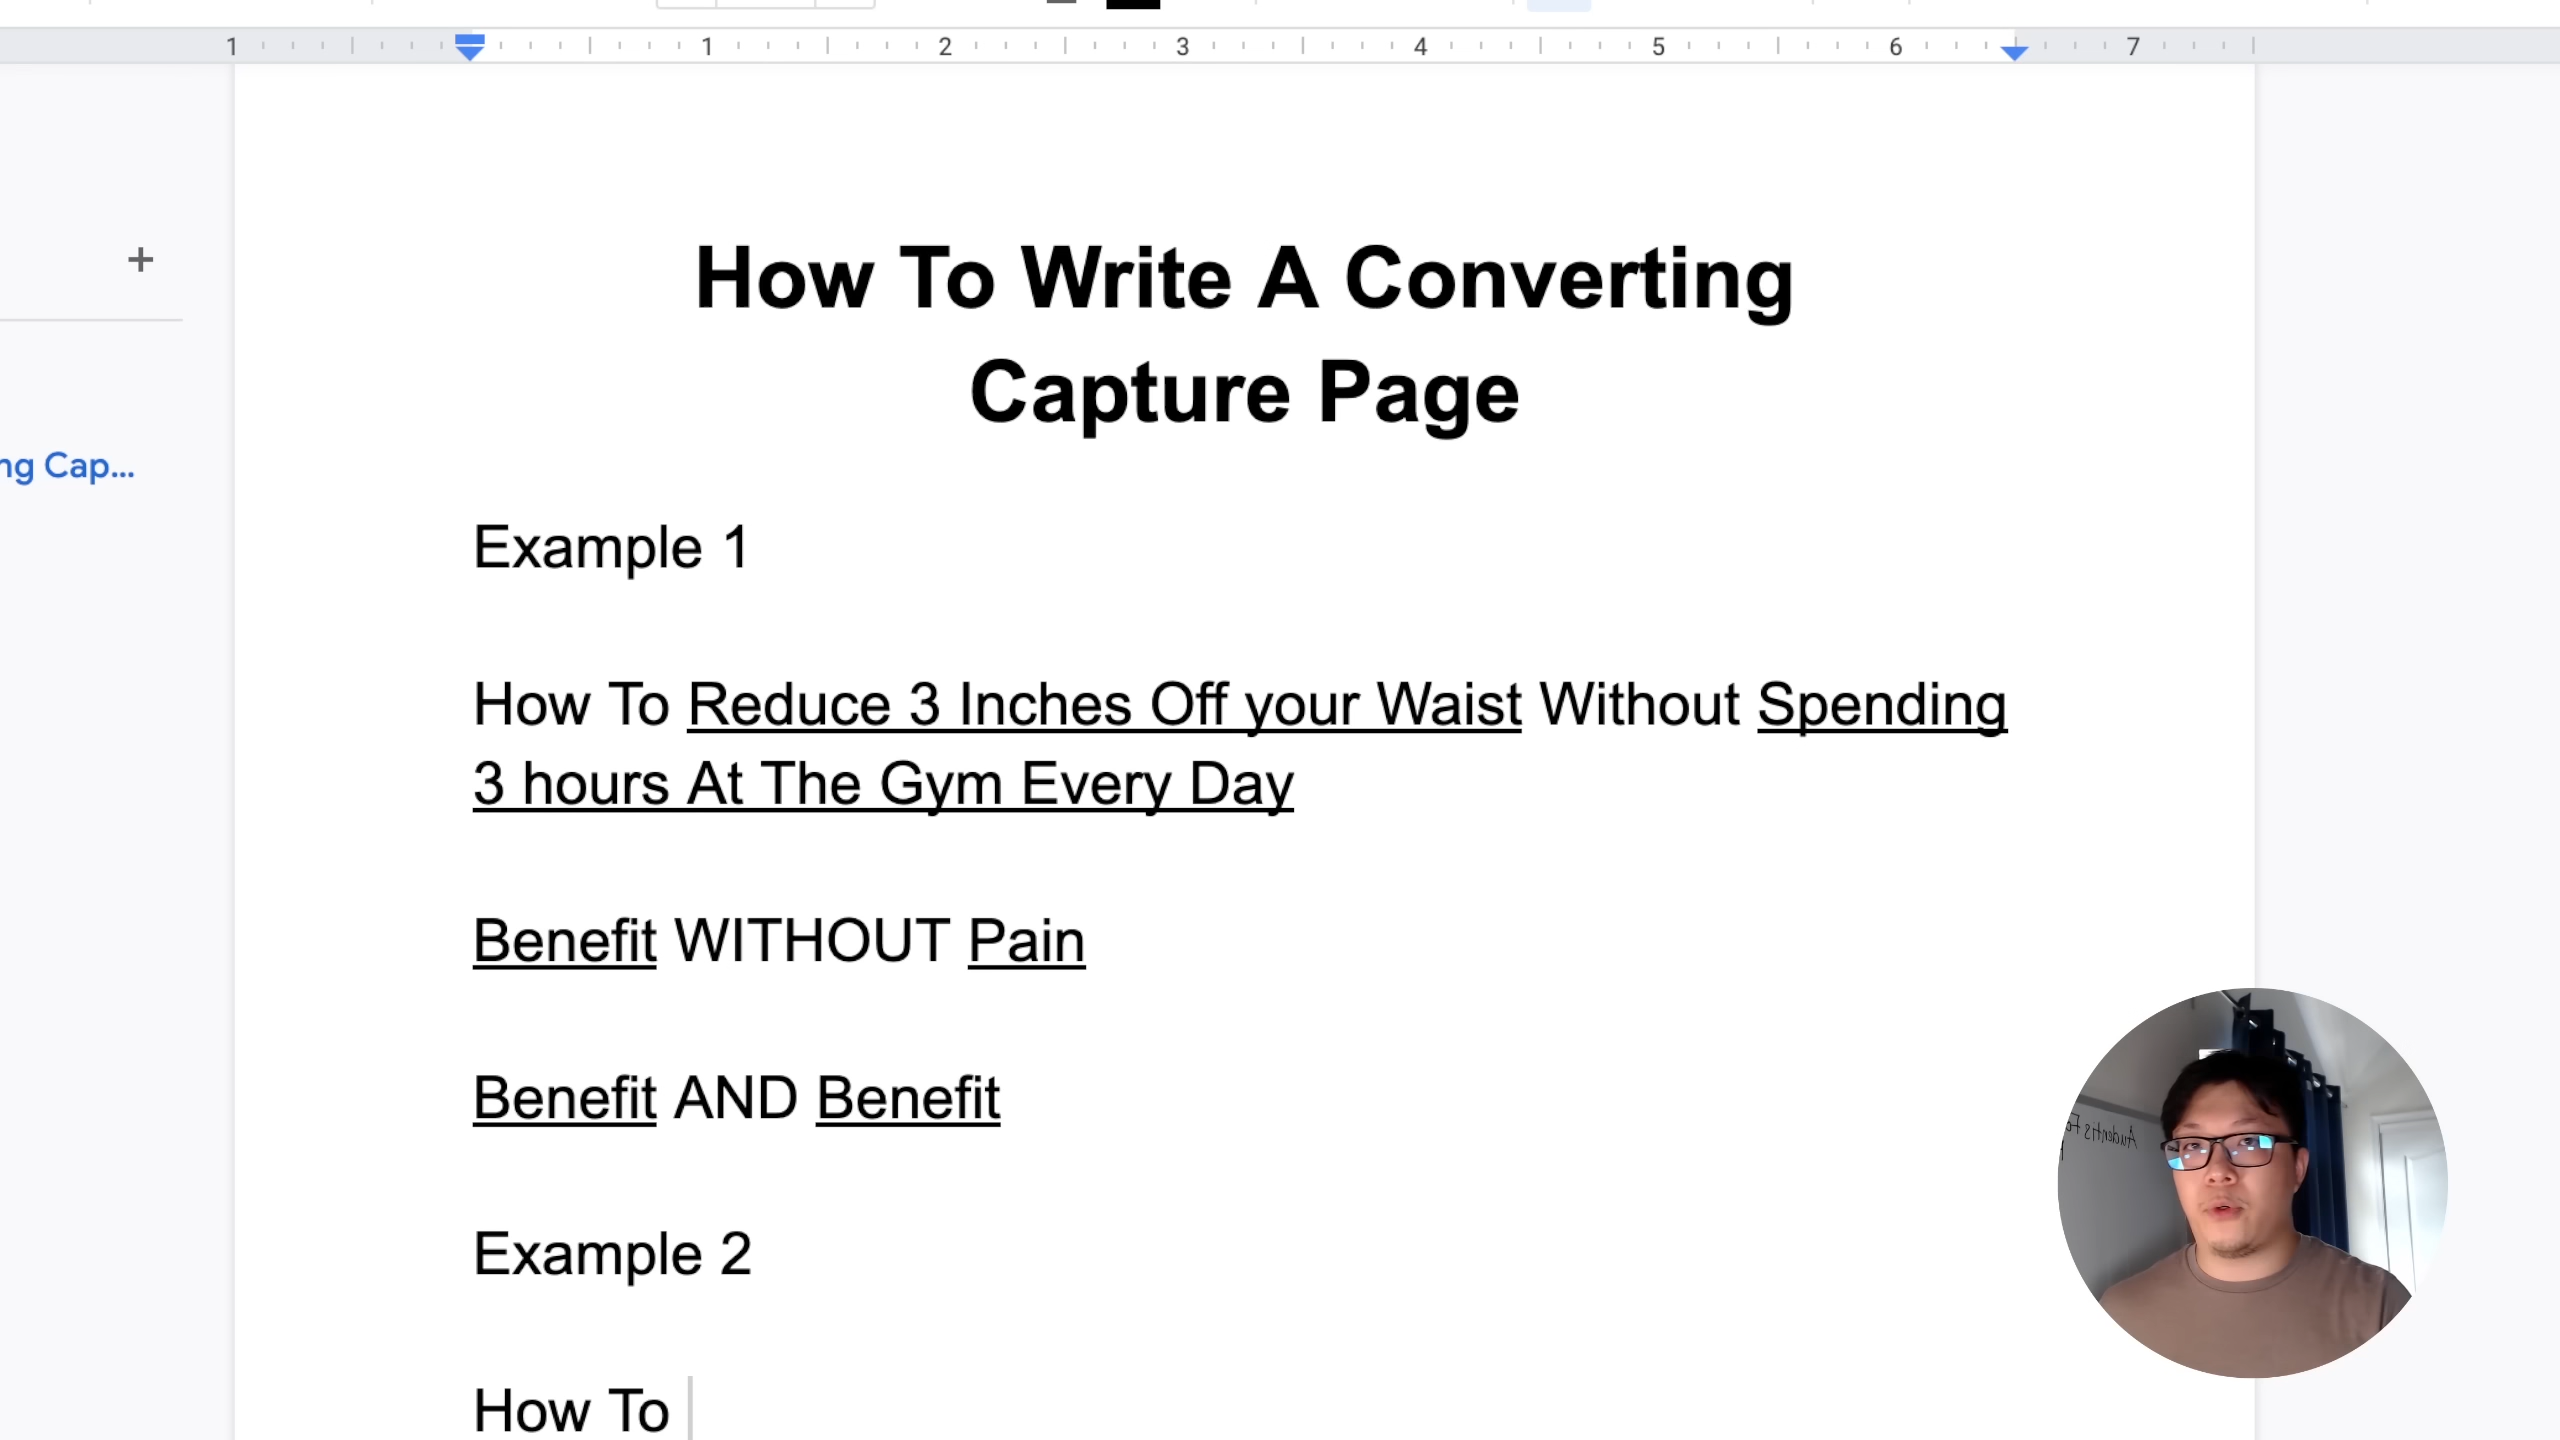 1 1 2 3 4 5 6 7
How To Write A Converting
Capture Page
ng Cap...
Example 1
How To Reduce 3 Inches Off your Waist Without Spending
3 hours At The Gym Every Day
Benefit WITHOUT Pain
Benefit AND Benefit
Example 2
How To